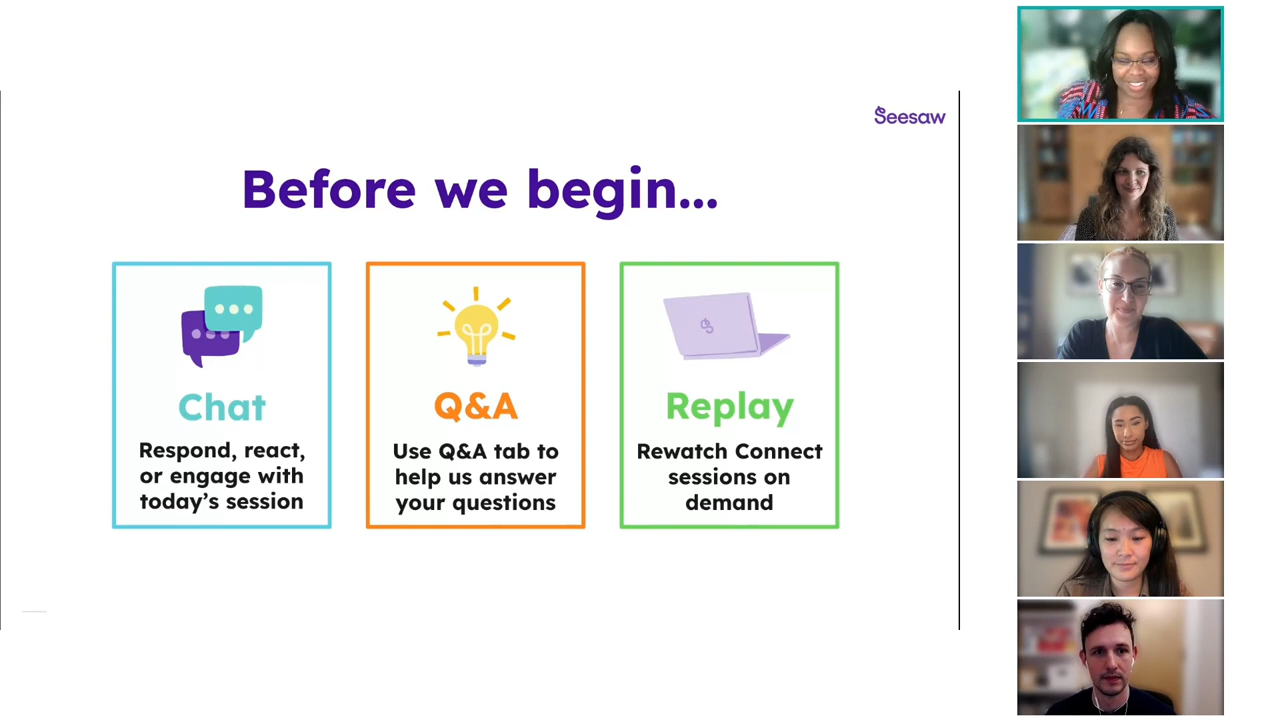 Seesaw
Before we begin...
Chat
Respond, react,
or engage with
today's session
Q&A
Use Q&A tab to
help us answer
your questions
Replay
Rewatch Connect
sessions on
demand